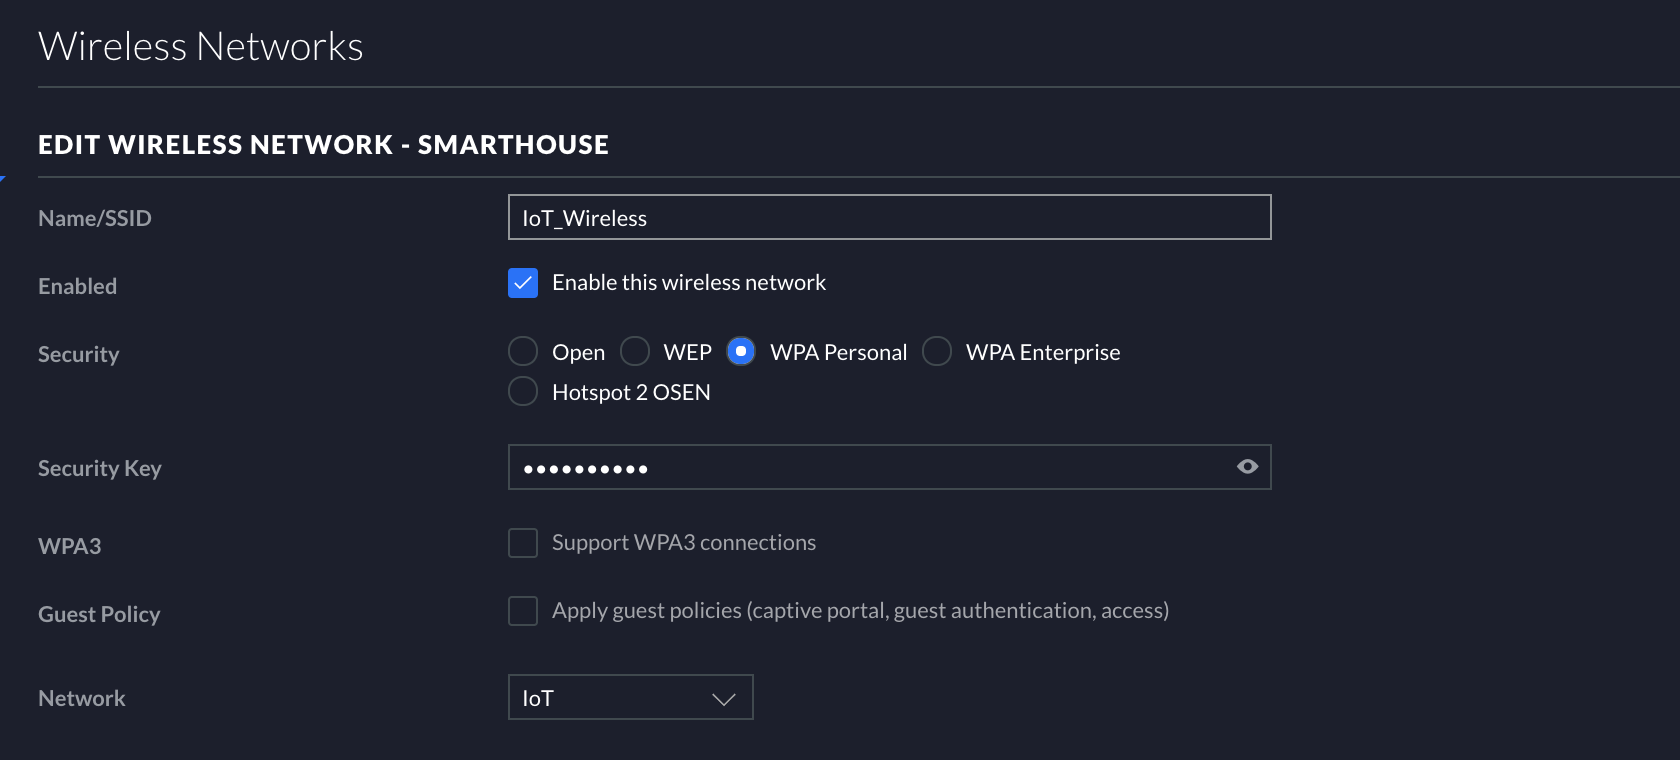 Wireless Networks
EDIT WIRELESS NETWORK - SMARTHOUSE
Name/SSID IoT_Wireless
Enabled Enable this wireless network
Security Open WEP WPA Personal WPA Enterprise
Hotspot 2 OSEN
Security Key ••••••••••
WPA3 Support WPA3 connections
Guest Policy Apply guest policies (captive portal, guest authentication, access)
Network IoT